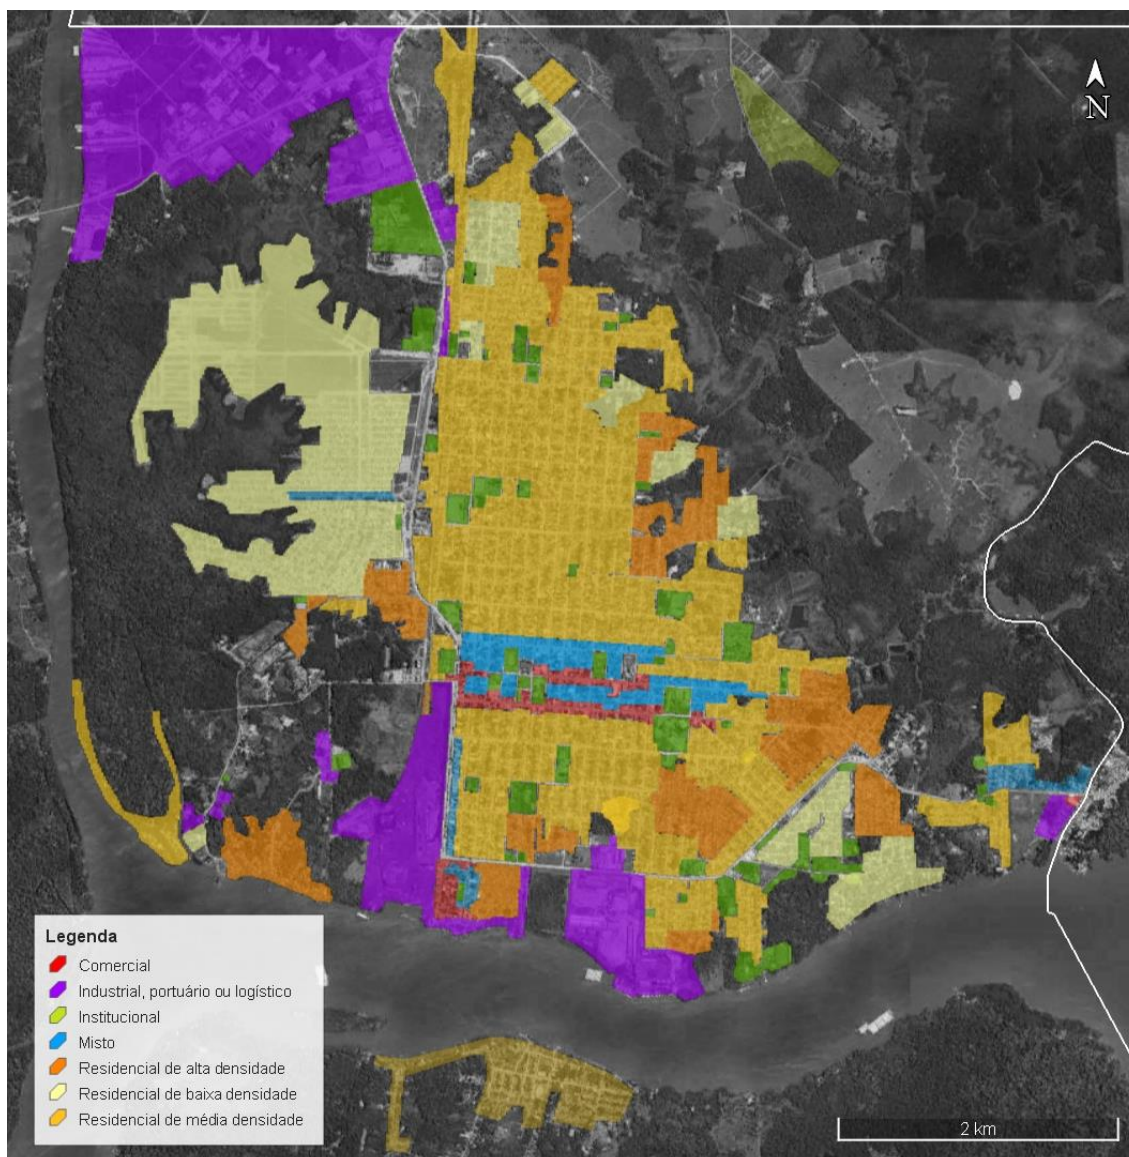 N
Legenda
Comercial
Industrial, portuário ou logístico
Institucional
Misto
Residencial de alta densidade
Residencial de baixa densidade
Residencial de média densidade
2 km